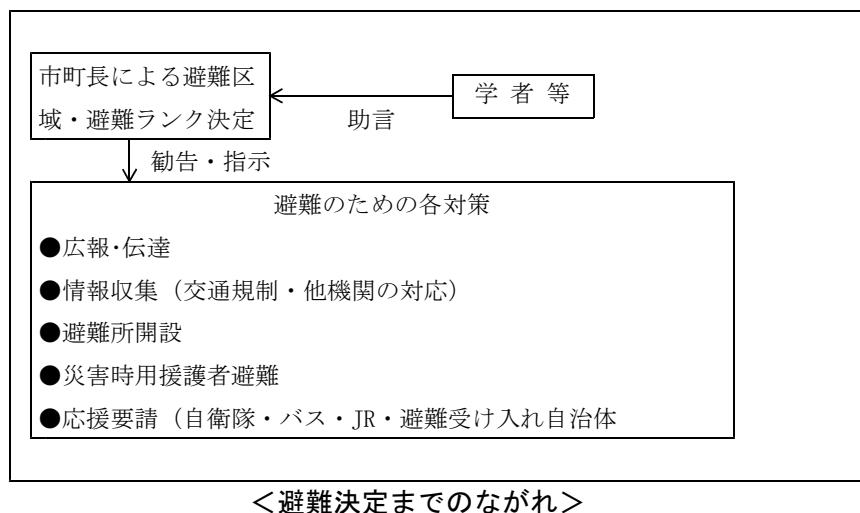 市町長による避難区
域・避難ランク決定
学 者 等
助言
勧告・指示
避難のための各対策
●広報･伝達
●情報収集（交通規制・他機関の対応）
●避難所開設
●災害時用援護者避難
●応援要請（自衛隊・バス・JR・避難受け入れ自治体
＜避難決定までのながれ＞